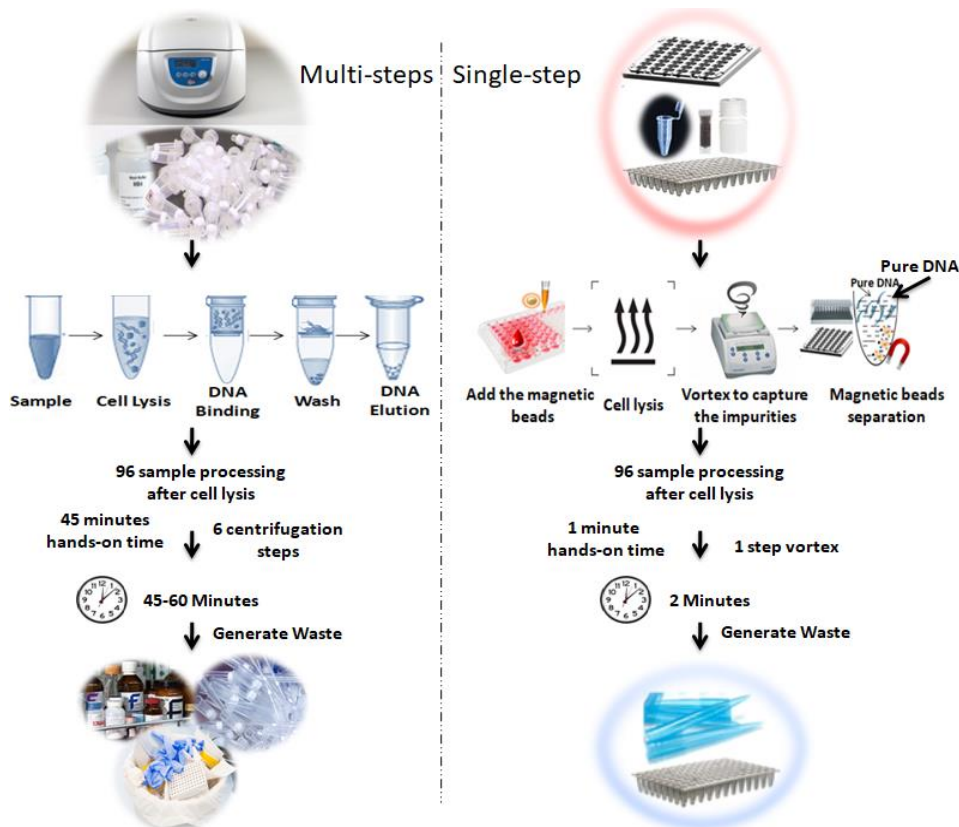 Multi-steps
Single-step
Sample
Cell Lysis
DNA
Binding
Wash
DNA
Elution
96 sample processing
after cell lysis
45 minutes
hands-on time
6 centrifugation
steps
45-60 Minutes
Generate Waste
Pure DNA
Pure DNA
Add the magnetic
beads
Cell lysis
Vortex to capture
the impurities
Magnetic beads
separation
96 sample processing
after cell lysis
1 minute
hands-on time
1 step vortex
2 Minutes
Generate Waste